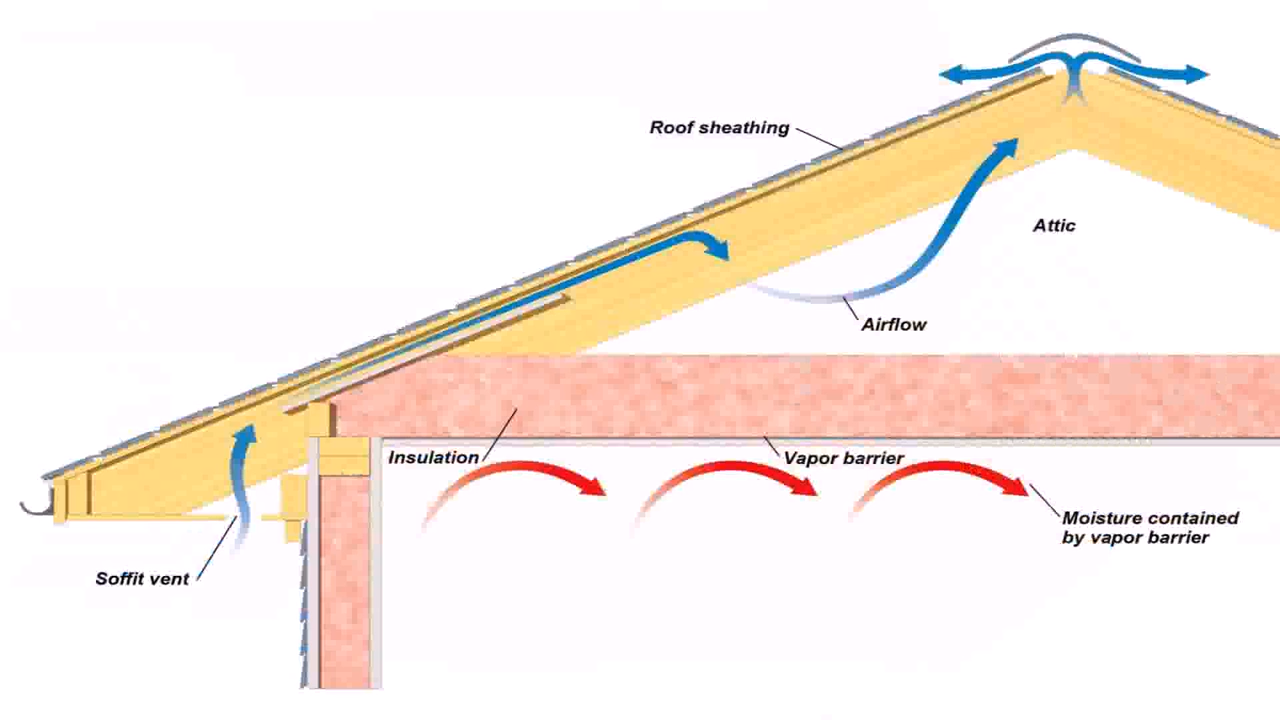 Roof sheathing
Attic
Airflow
Insulation
Vapor barrier
Moisture contained
by vapor barrier
Soffit vent